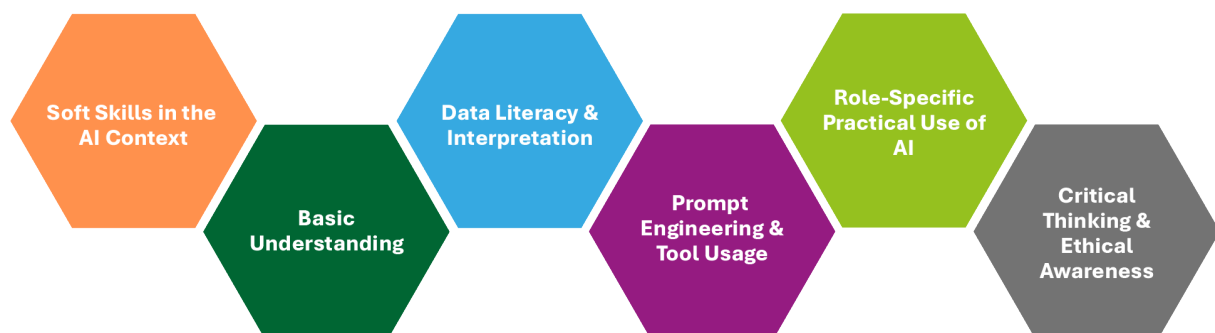 Soft Skills in the
AI Context
Basic
Understanding
Data Literacy &
Interpretation
Prompt
Engineering &
Tool Usage
Role-Specific
Practical Use of
AI
Critical
Thinking &
Ethical
Awareness